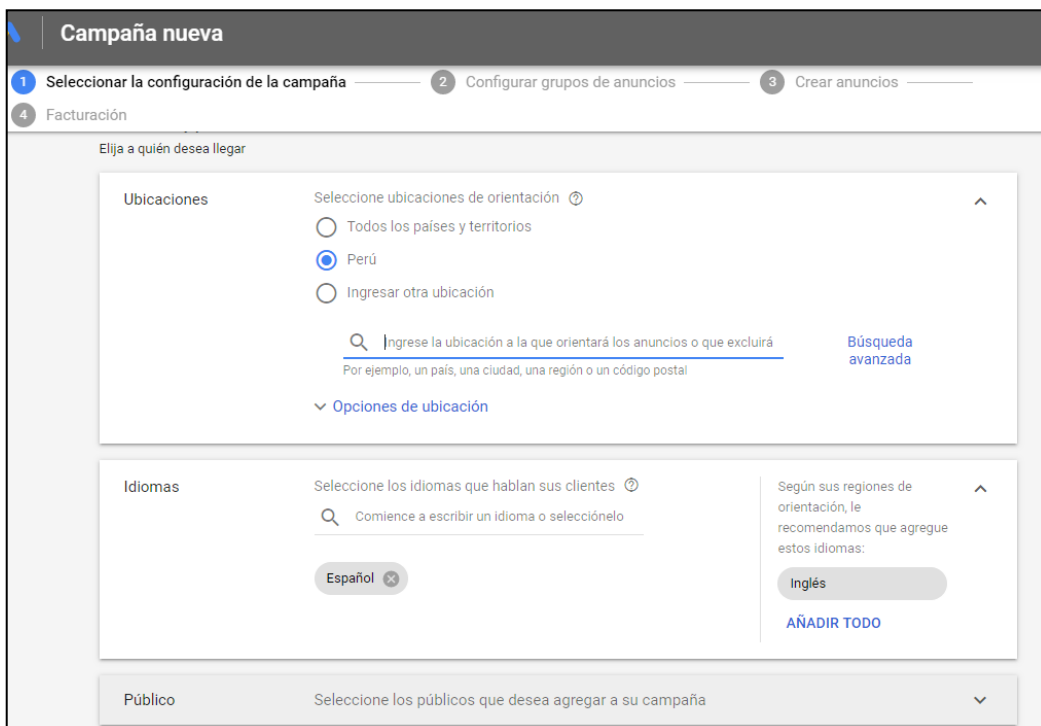 Campaña nueva
1 Seleccionar la configuración de la campaña
2 Configurar grupos de anuncios
3 Crear anuncios
4 Facturación
Elija a quién desea llegar
Ubicaciones
Seleccione ubicaciones de orientación
Todos los países y territorios
Perú
Ingresar otra ubicación
Ingrese la ubicación a la que orientará los anuncios o que excluirá
Búsqueda
avanzada
Por ejemplo, un país, una ciudad, una región o un código postal
Opciones de ubicación
Idiomas
Seleccione los idiomas que hablan sus clientes
Comience a escribir un idioma o selecciónelo
Español
Según sus regiones de
orientación, le
recomendamos que agregue
estos idiomas:
Inglés
AÑADIR TODO
Público
Seleccione los públicos que desea agregar a su campaña